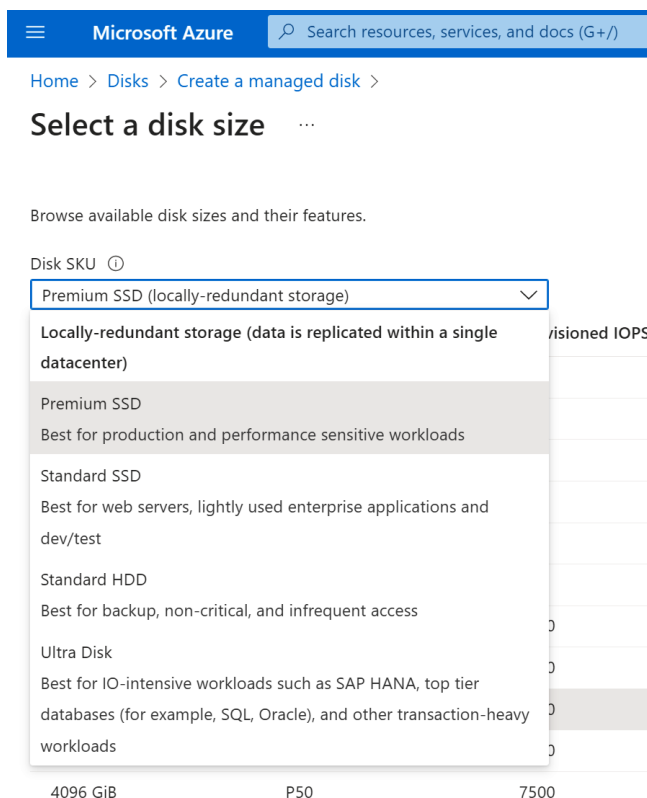 Microsoft Azure
Search resources, services, and docs (G+/)
Home > Disks > Create a managed disk >
Select a disk size ...
Browse available disk sizes and their features.
Disk SKU
Premium SSD (locally-redundant storage)
Locally-redundant storage (data is replicated within a single
datacenter)
IOPS
Premium SSD
Best for production and performance sensitive workloads
Standard SSD
Best for web servers, lightly used enterprise applications and
dev/test
Standard HDD
Best for backup, non-critical, and infrequent access
Ultra Disk
Best for IO-intensive workloads such as SAP HANA, top tier
databases (for example, SQL, Oracle), and other transaction-heavy
workloads
4096 GiB P50 7500